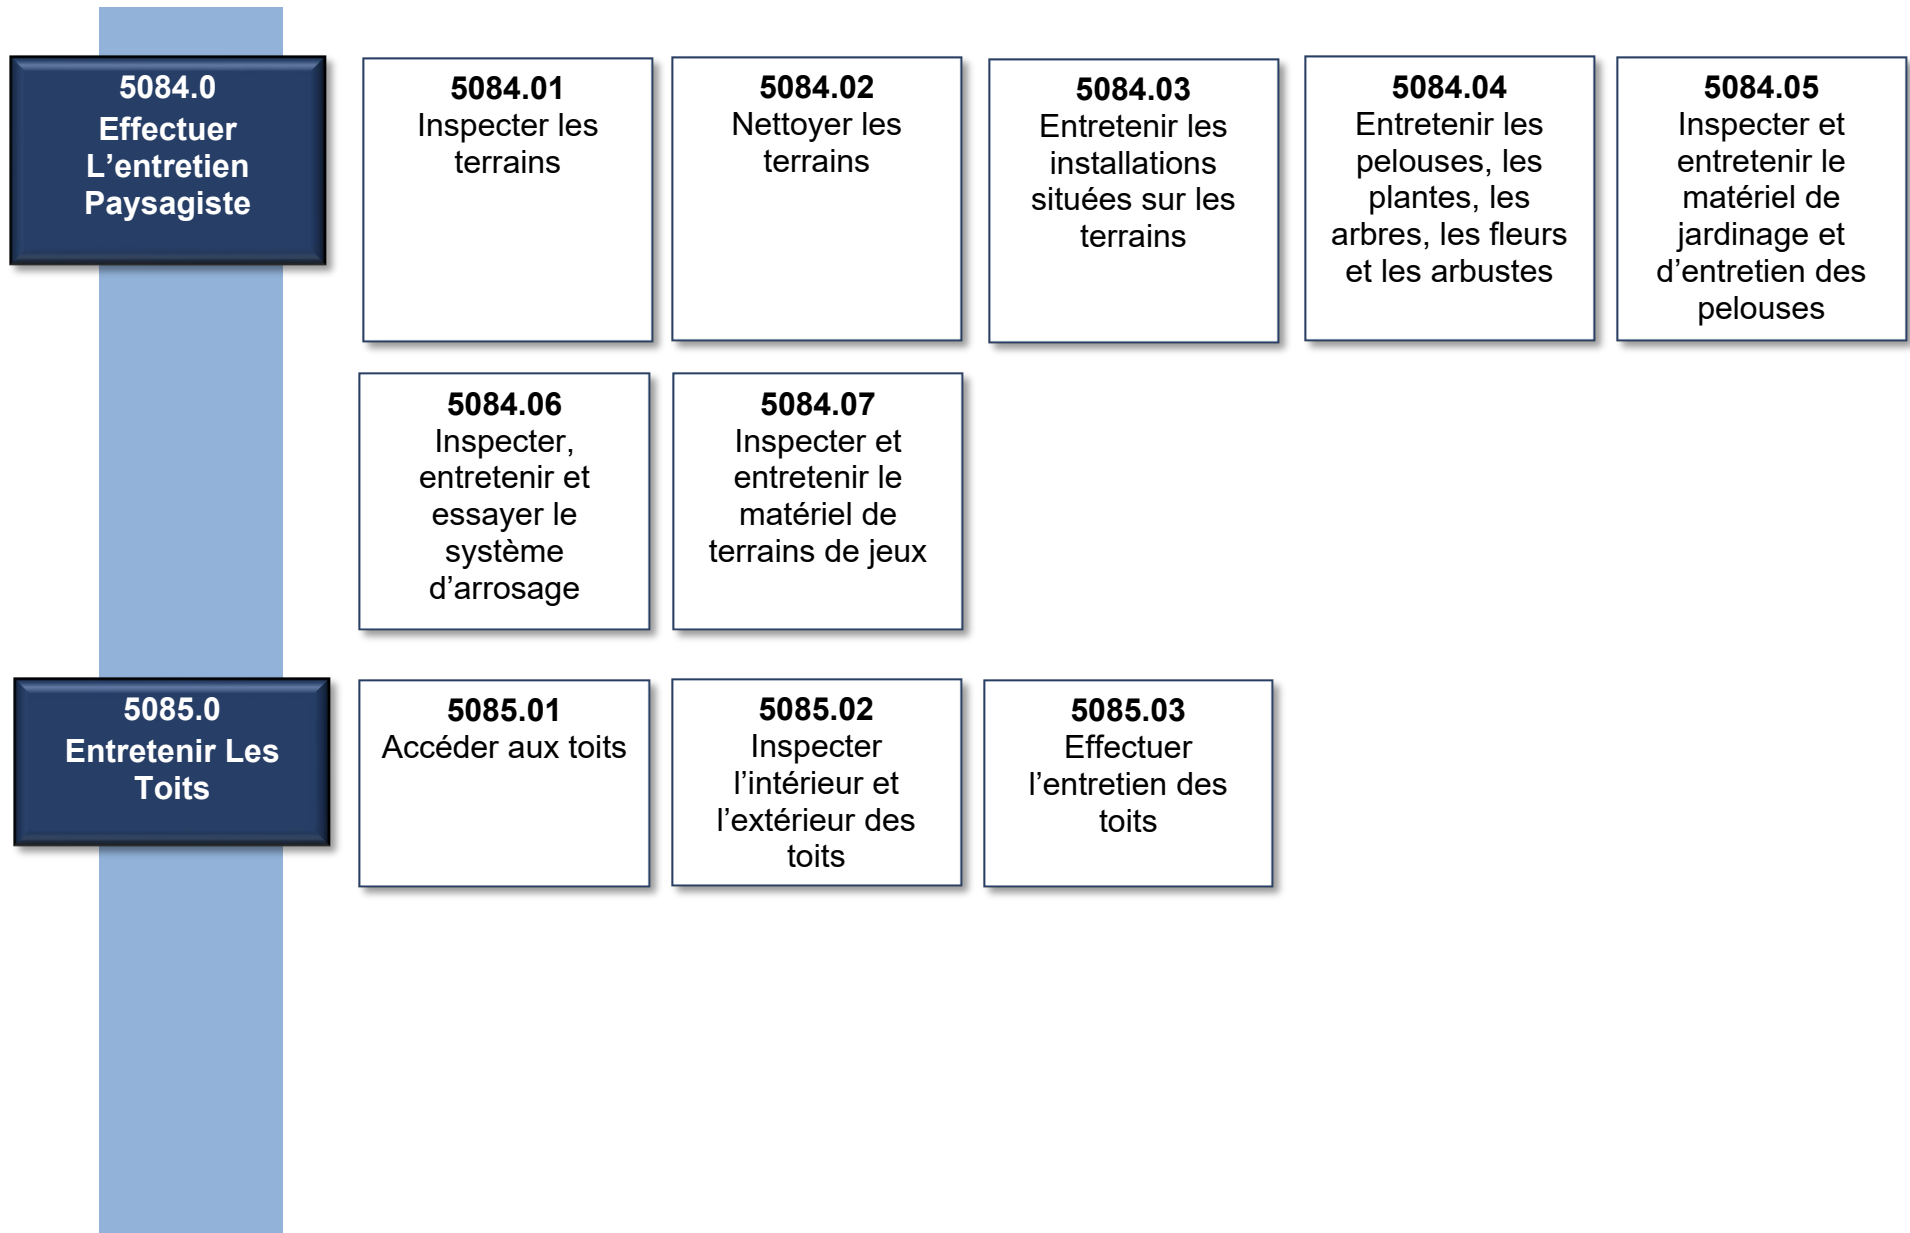 5084.0
Effectuer
L’entretien
Paysagiste
5084.01
Inspecter les
terrains
5084.02
Nettoyer les
terrains
5084.03
Entretenir les
installations
situées sur les
terrains
5084.04
Entretenir les
pelouses, les
plantes, les
arbres, les fleurs
et les arbustes
5084.05
Inspecter et
entretenir le
matériel de
jardinage et
d’entretien des
pelouses
5084.06
Inspecter,
entretenir et
essayer le
système
d’arrosage
5084.07
Inspecter et
entretenir le
matériel de
terrains de jeux
5085.0
Entretenir Les
Toits
5085.01
Accéder aux toits
5085.02
Inspecter
l’intérieur et
l’extérieur des
toits
5085.03
Effectuer
l’entretien des
toits